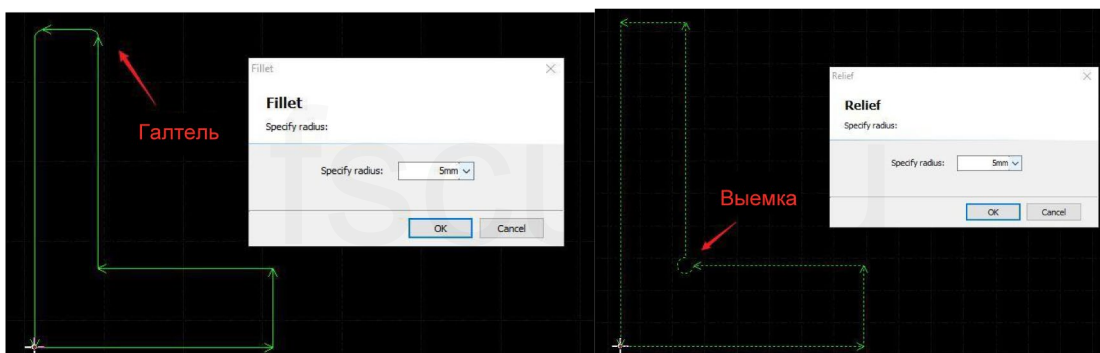 Fillet
Fillet
Specify radius:
Specify radius:
5mm
OK
Cancel
Галтель
Relief
Relief
Specify radius:
Specify radius:
5mm
OK
Cancel
Выемка